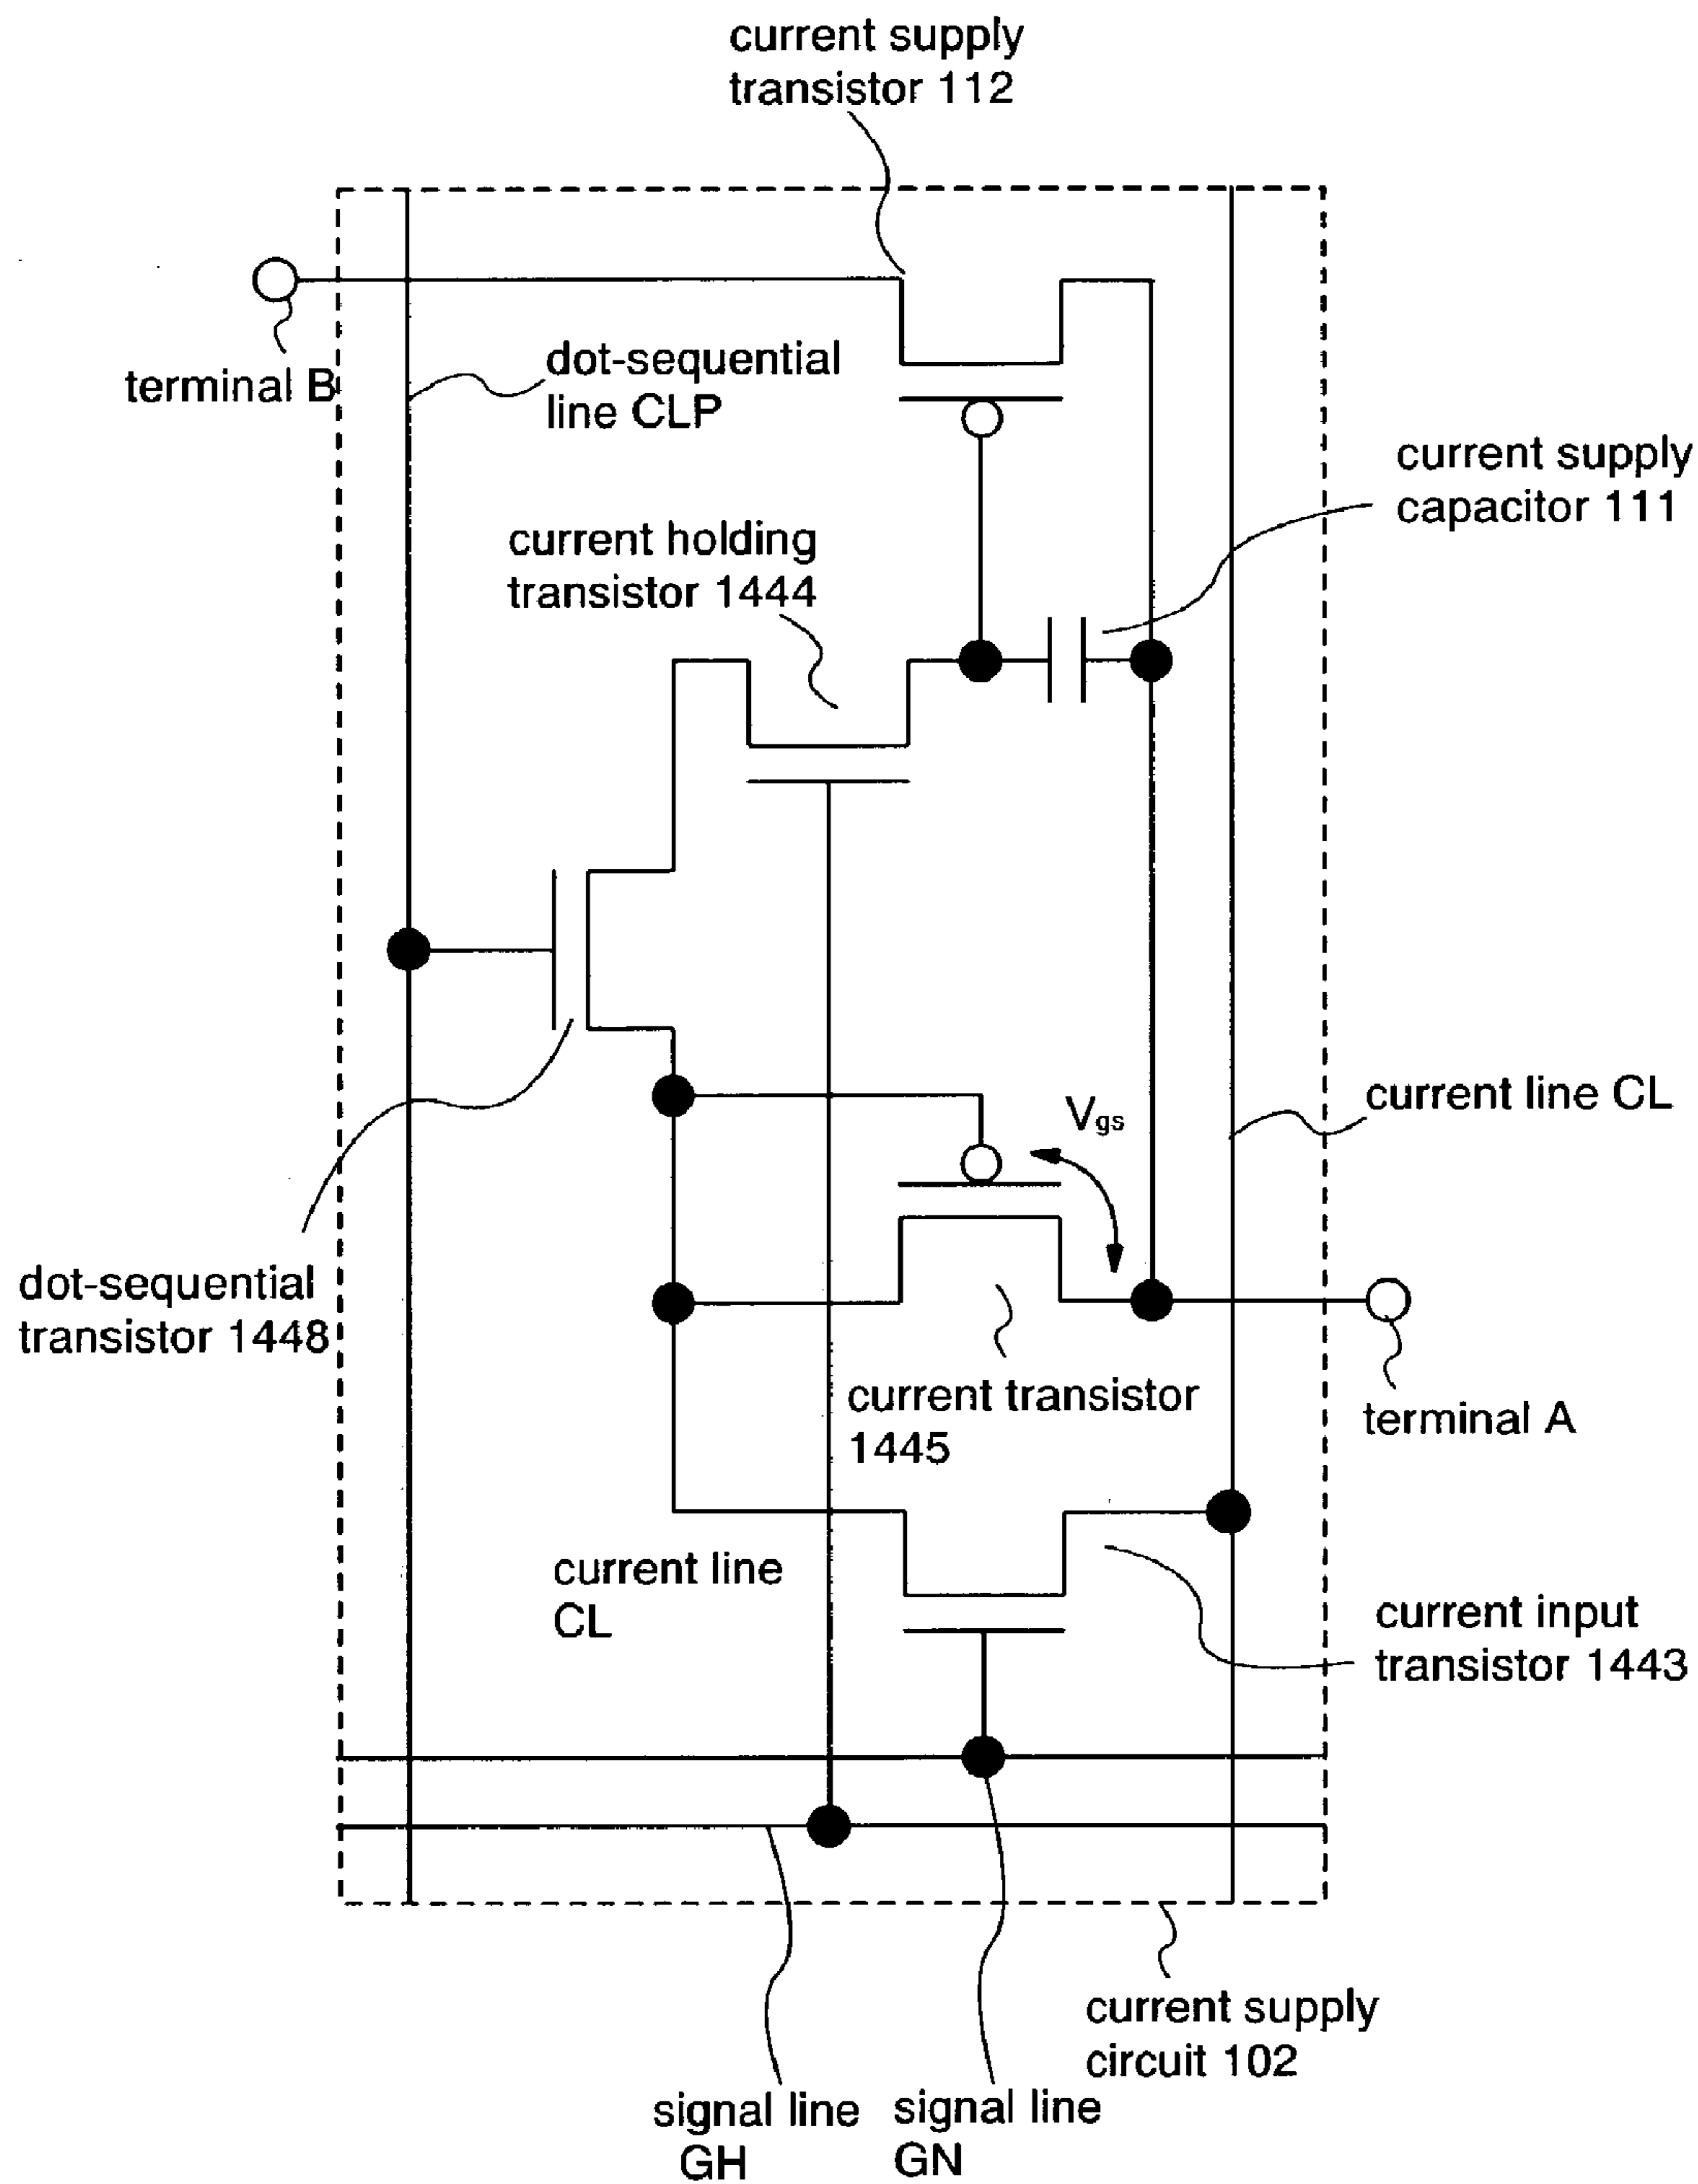 current supply
transistor 112
terminal B
dot-sequential
line CLP
current supply
capacitor 111
current holding
transistor 1444
current line CL
Vgs
dot-sequential
transistor 1448
current transistor
1445
terminal A
current line
CL
current input
transistor 1443
current supply
circuit 102
signal line
GH
signal line
GN